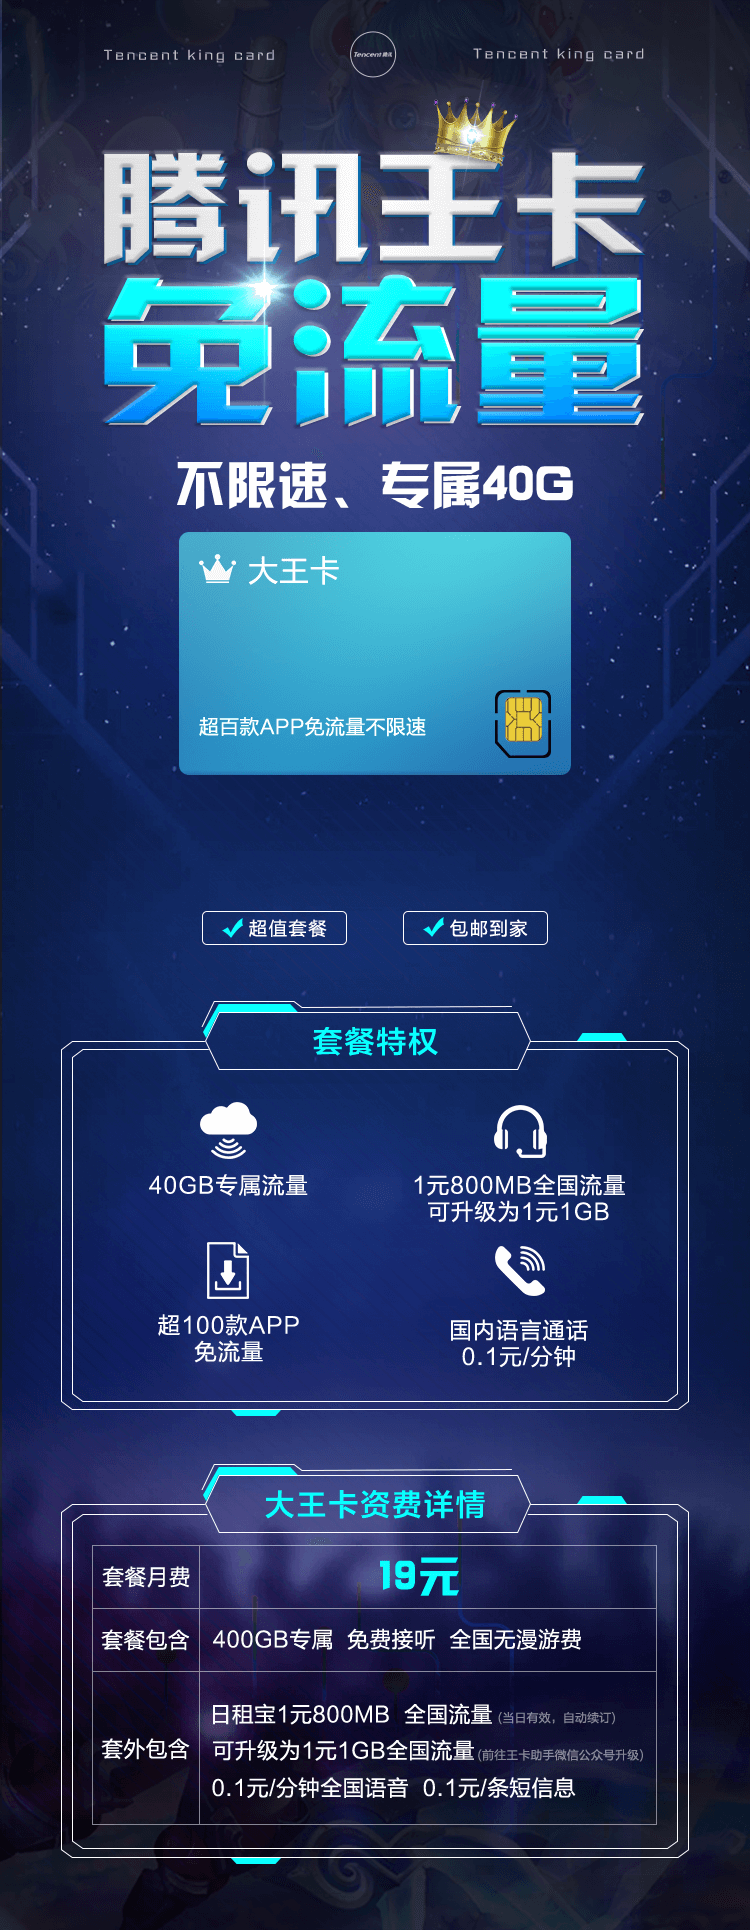 Tencent king card
Tencent 腾讯
Tencent king card
腾讯王卡
免流量
不限速、专属40G
大王卡
超百款APP免流量不限速
超值套餐
包邮到家
套餐特权
40GB专属流量
1元800MB全国流量
可升级为1元1GB
超100款APP
免流量
国内语言通话
0.1元/分钟
大王卡资费详情
套餐月费
19元
套餐包含
400GB专属 免费接听 全国无漫游费
套外包含
日租宝1元800MB 全国流量 (当日有效，自动续订)
可升级为1元1GB全国流量 (前往王卡助手微信公众号升级)
0.1元/分钟全国语音 0.1元/条短信息